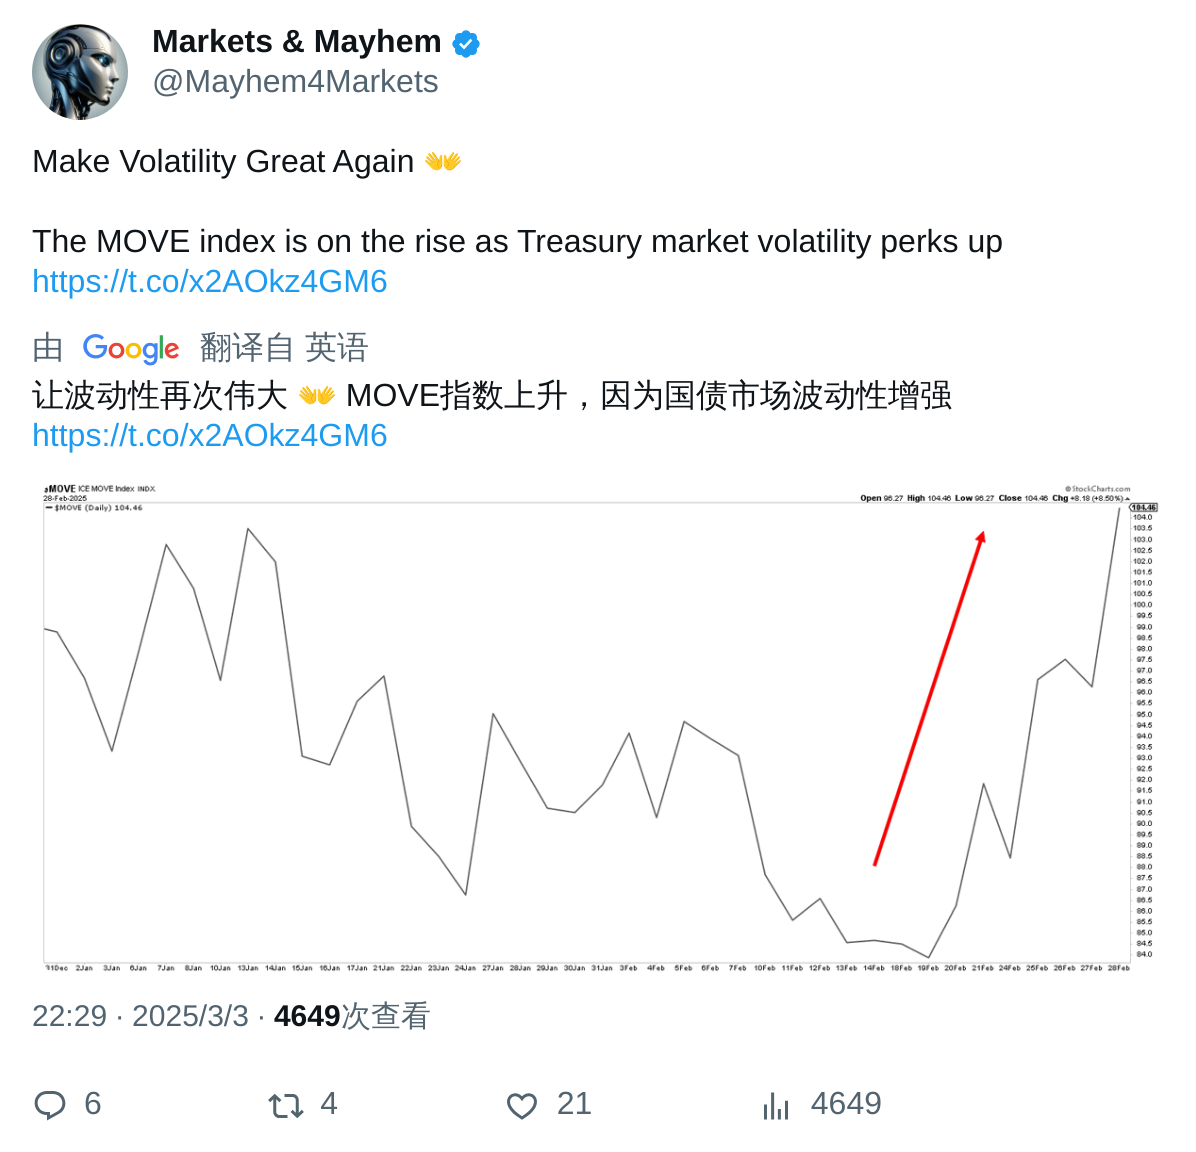 Markets & Mayhem
@Mayhem4Markets
Make Volatility Great Again 👐
The MOVE index is on the rise as Treasury market volatility perks up
https://t.co/x2AOkz4GM6
由 Google 翻译自 英语
让波动性再次伟大 👐 MOVE指数上升，因为国债市场波动性增强
https://t.co/x2AOkz4GM6
$MOVE ICE MOVE Index INDX
© StockCharts.com
28-Feb-2025
Open 96.27 High 104.46 Low 96.27 Close 104.46 Chg +8.18 (+8.50%)
$MOVE (Daily) 104.46
104.46
104.0
103.5
103.0
102.5
102.0
101.5
101.0
100.5
100.0
99.5
99.0
98.5
98.0
97.5
97.0
96.5
96.0
95.5
95.0
94.5
94.0
93.5
93.0
92.5
92.0
91.5
91.0
90.5
90.0
89.5
89.0
88.5
88.0
87.5
87.0
86.5
86.0
85.5
85.0
84.5
84.0
31Dec 2Jan 3Jan 6Jan 7Jan 8Jan 10Jan 13Jan 14Jan 15Jan 16Jan 17Jan 21Jan 22Jan 23Jan 24Jan 27Jan 28Jan 29Jan 30Jan 31Jan 3Feb 4Feb 5Feb 6Feb 7Feb 10Feb 11Feb 12Feb 13Feb 14Feb 18Feb 19Feb 20Feb 21Feb 24Feb 25Feb 26Feb 27Feb 28Feb
22:29 · 2025/3/3 · 4649次查看
6 4 21 4649